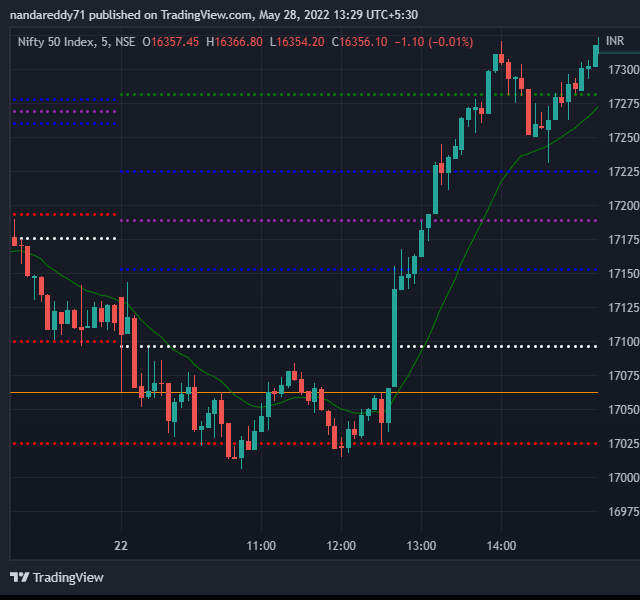 nandareddy71 published on TradingView.com, May 28, 2022 13:29 UTC+5:30
Nifty 50 Index, 5, NSE O16357.45 H16366.80 L16354.20 C16356.10 −1.10 (−0.01%)
INR
17300
17275
17250
17225
17200
17175
17150
17125
17100
17075
17050
17025
17000
16975
22 11:00 12:00 13:00 14:00
TradingView